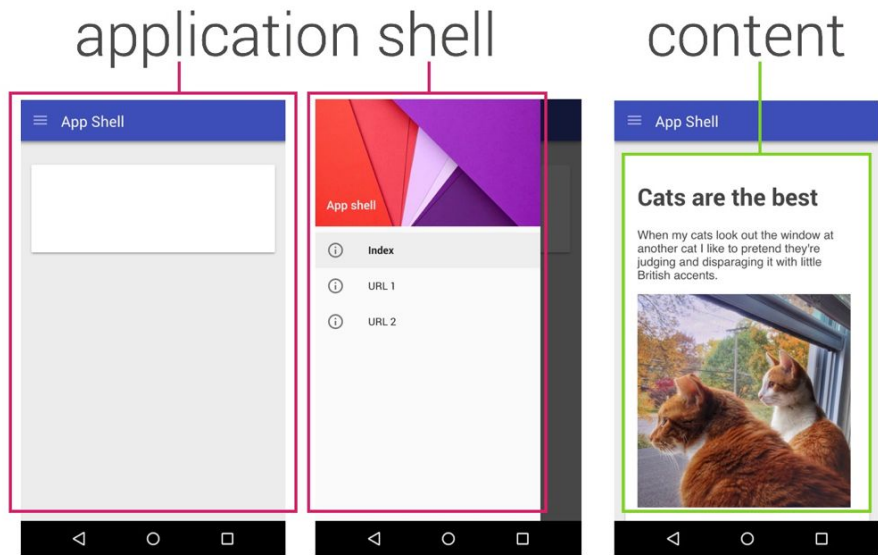 application shell
content
App Shell
App shell
Index
URL 1
URL 2
App Shell
Cats are the best
When my cats look out the window at
another cat I like to pretend they're
judging and disparaging it with little
British accents.